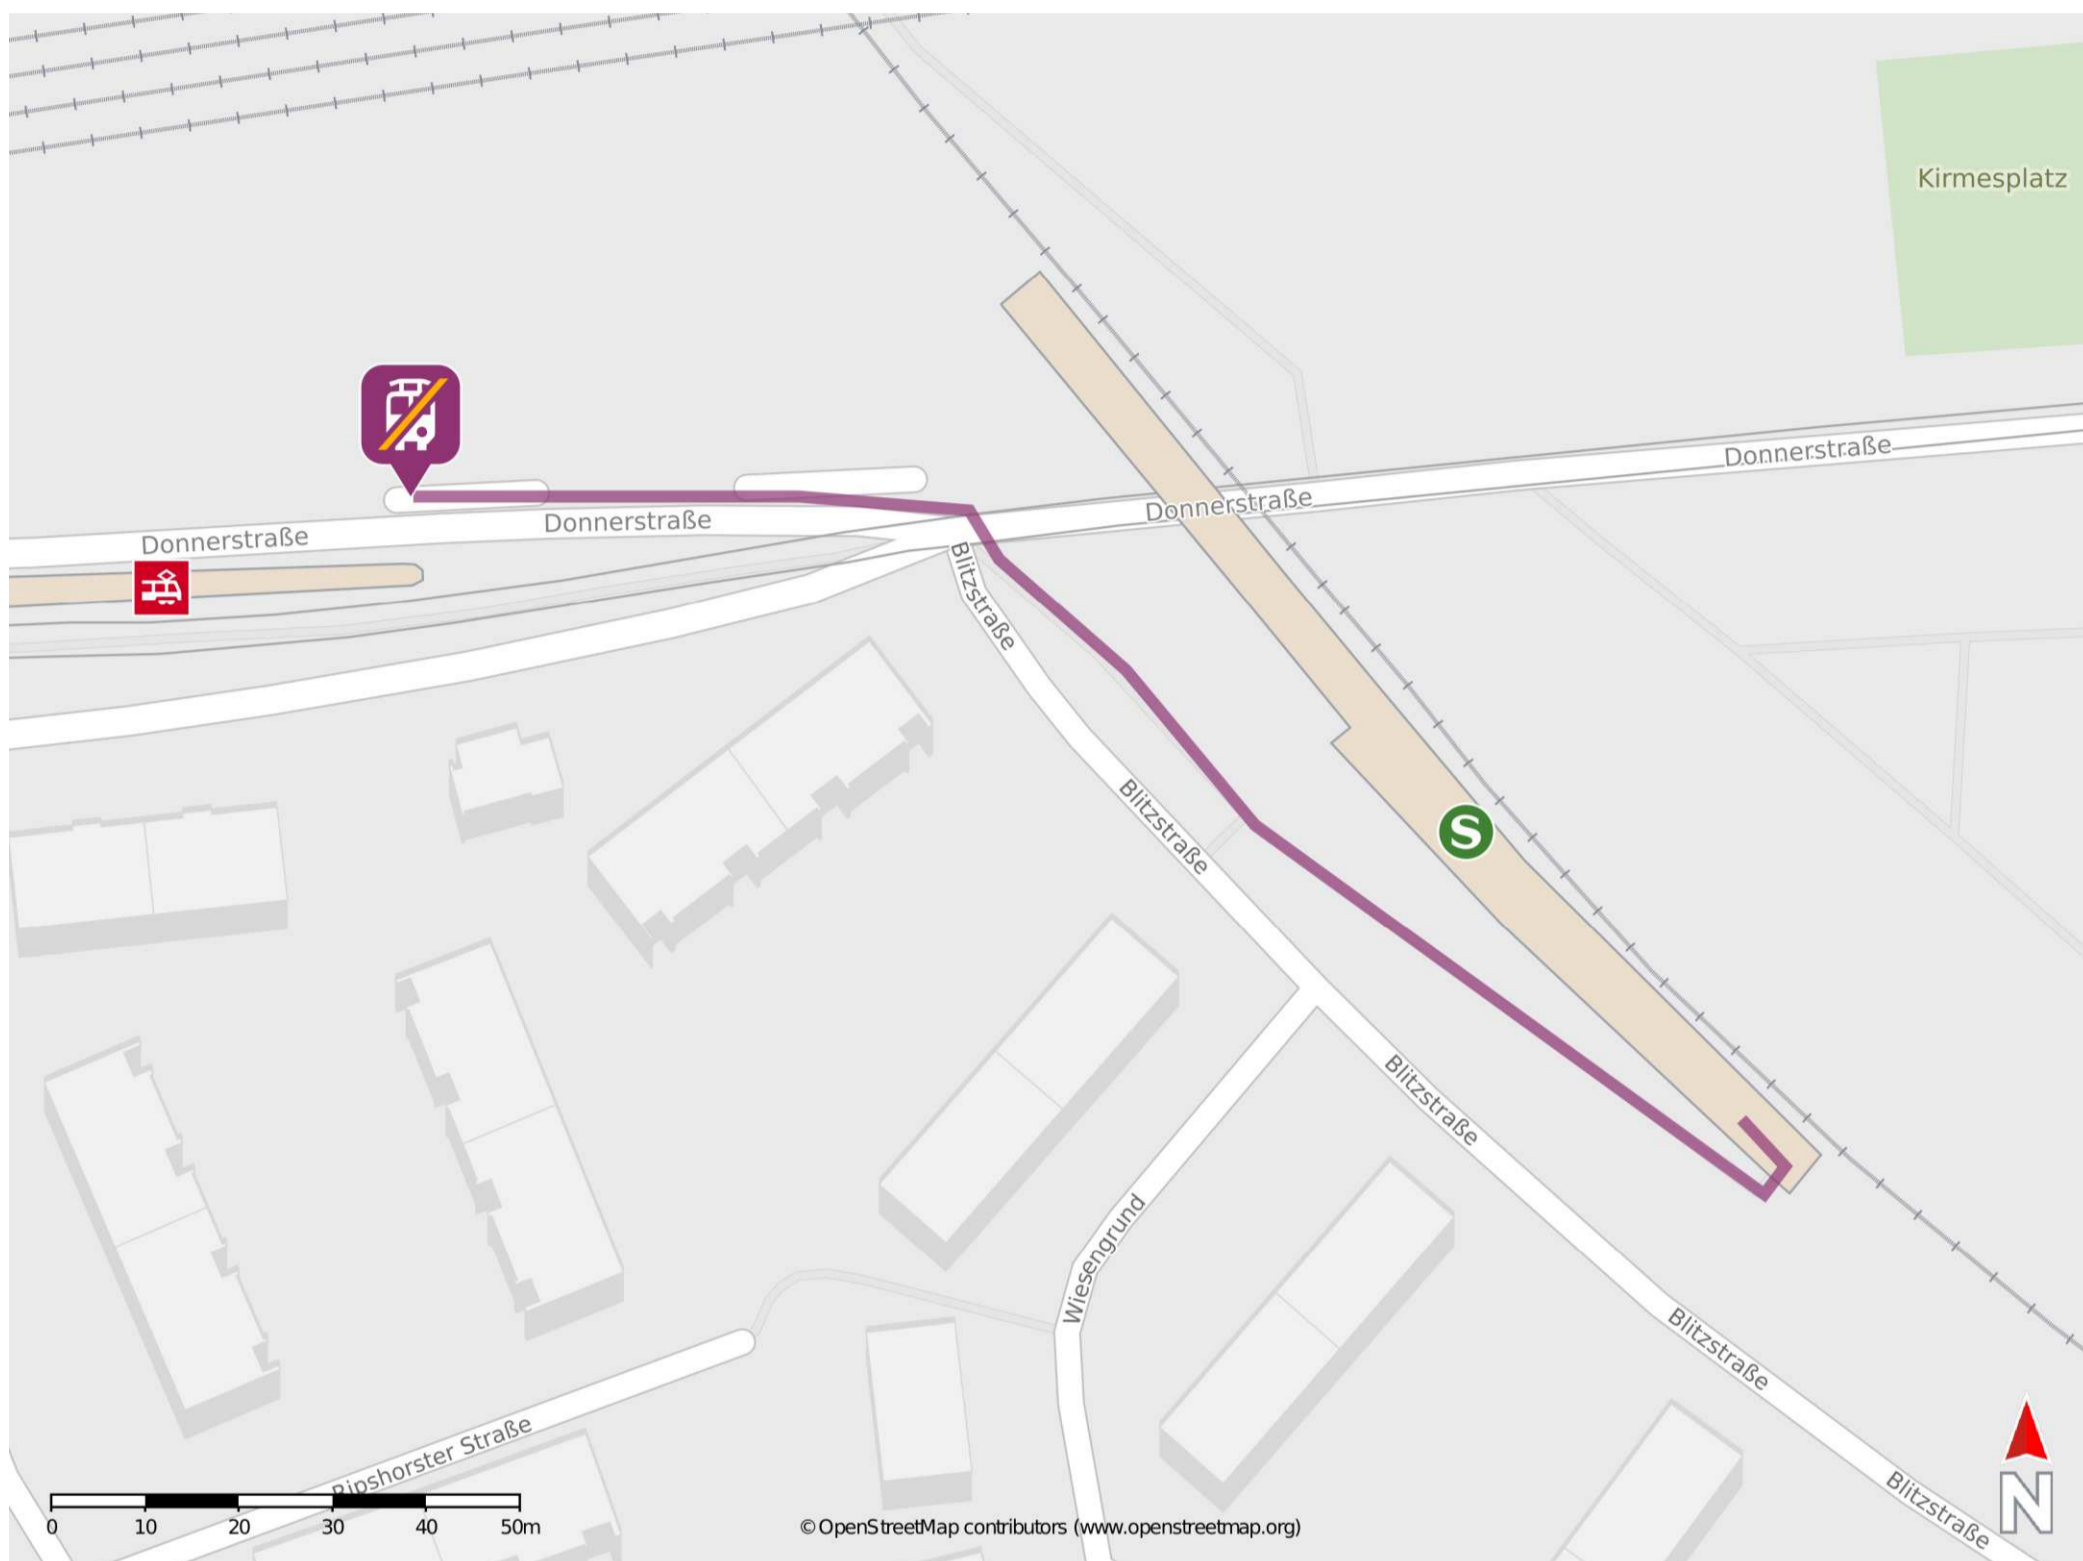 Kirmesplatz
Donnerstraße
Donnerstraße
Donnerstraße
Donnerstraße
Blitzstraße
Blitzstraße
S
Blitzstraße
Wiesengrund
Blitzstraße
Ripshorster Straße
Blitzstraße
N
0 10 20 30 40 50m
© OpenStreetMap contributors (www.openstreetmap.org)